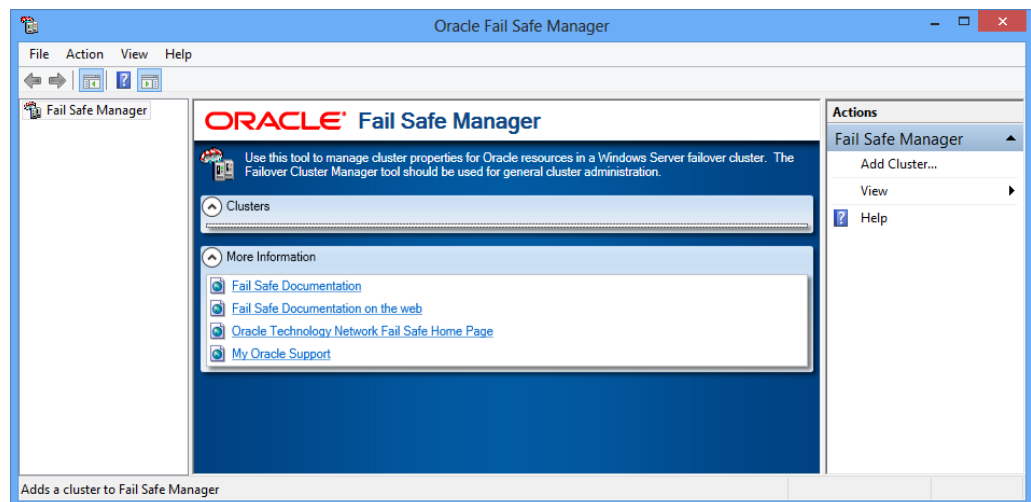 Oracle Fail Safe Manager
File Action View Help
Fail Safe Manager
ORACLE Fail Safe Manager
Use this tool to manage cluster properties for Oracle resources in a Windows Server failover cluster. The
Failover Cluster Manager tool should be used for general cluster administration.
Clusters
More Information
Fail Safe Documentation
Fail Safe Documentation on the web
Oracle Technology Network Fail Safe Home Page
My Oracle Support
Actions
Fail Safe Manager
Add Cluster...
View
Help
Adds a cluster to Fail Safe Manager